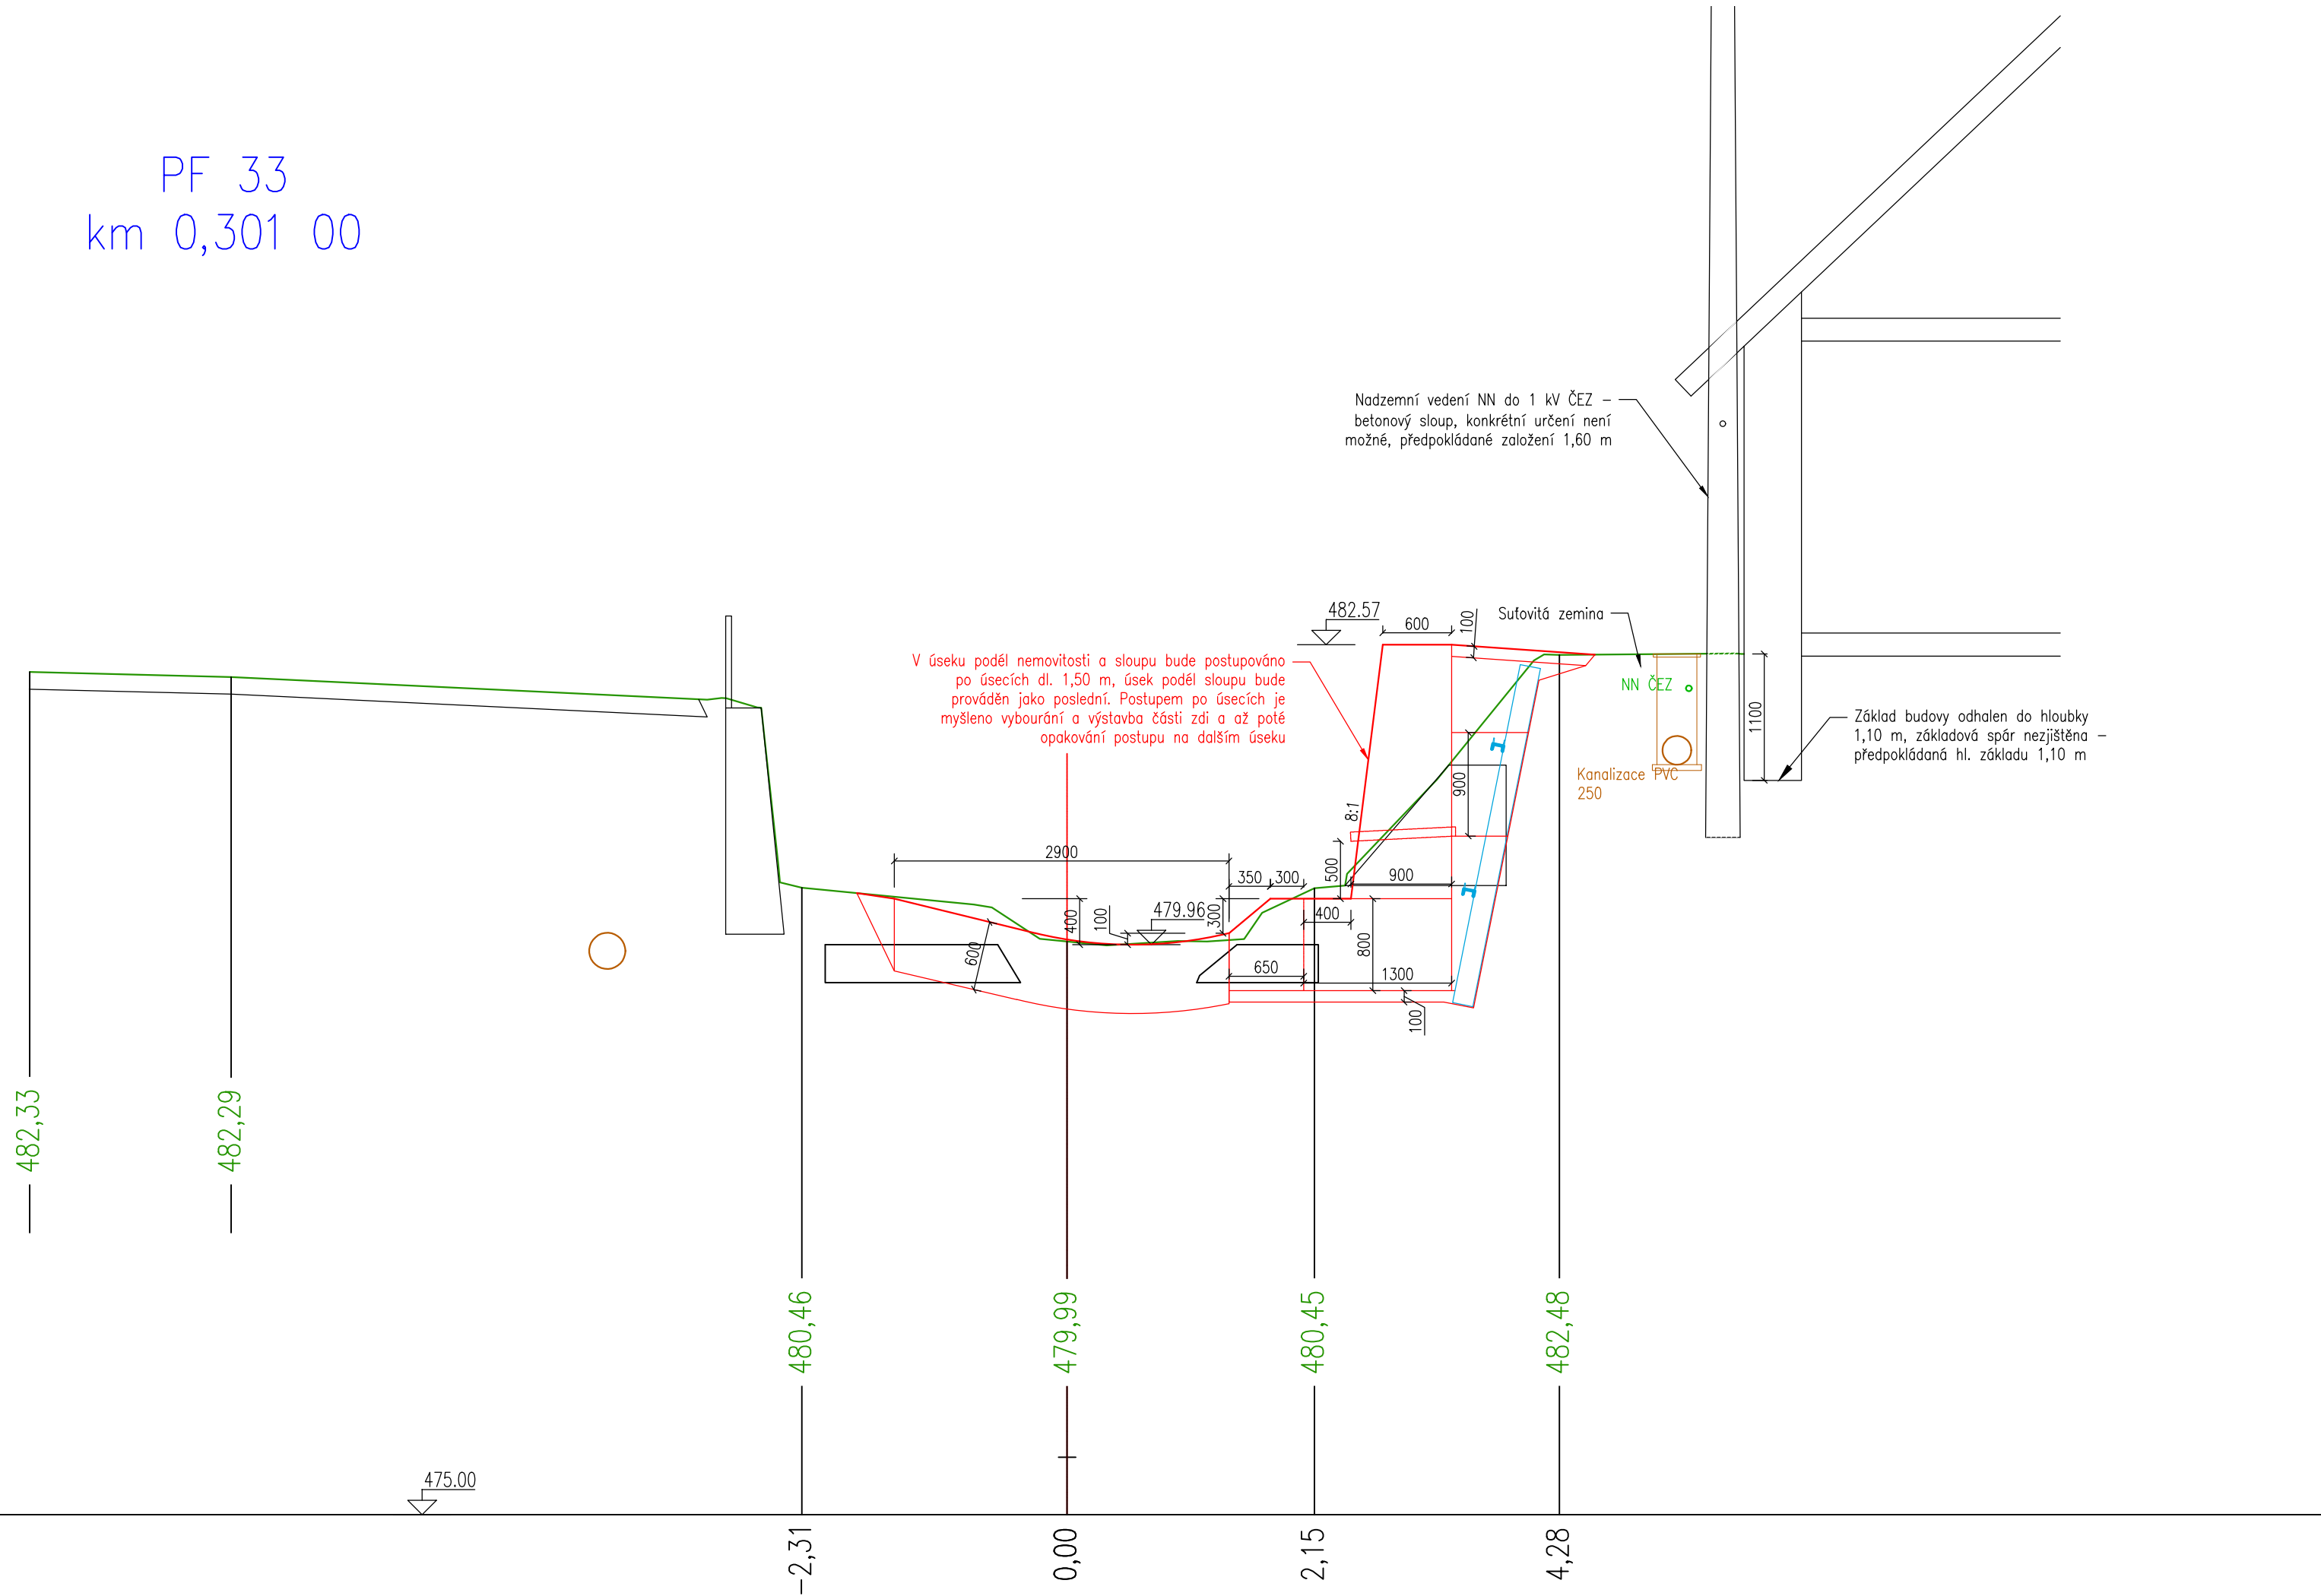 PF 33
km 0,301 00
Nadzemní vedení NN do 1 kV ČEZ –
betonový sloup, konkrétní určení není
možné, předpokládané založení 1,60 m
482.57
600
100
Suťovitá zemina
V úseku podél nemovitosti a sloupu bude postupováno
po úsecích dl. 1,50 m, úsek podél sloupu bude
prováděn jako poslední. Postupem po úsecích je
myšleno vybourání a výstavba části zdi a až poté
opakování postupu na dalším úseku
NN ČEZ
1100
Základ budovy odhalen do hloubky
1,10 m, základová spár nezjištěna –
předpokládaná hl. základu 1,10 m
Kanalizace PVC
250
900
8:1
2900
350
300
500
900
400
100
479.96
300
400
800
600
650
1300
100
482,33
482,29
480,46
479,99
480,45
482,48
475.00
-2,31
0,00
2,15
4,28